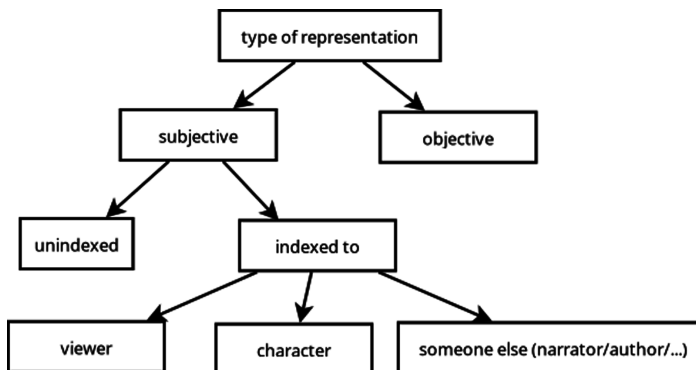 type of representation
subjective
objective
unindexed
indexed to
viewer
character
someone else (narrator/author/...)